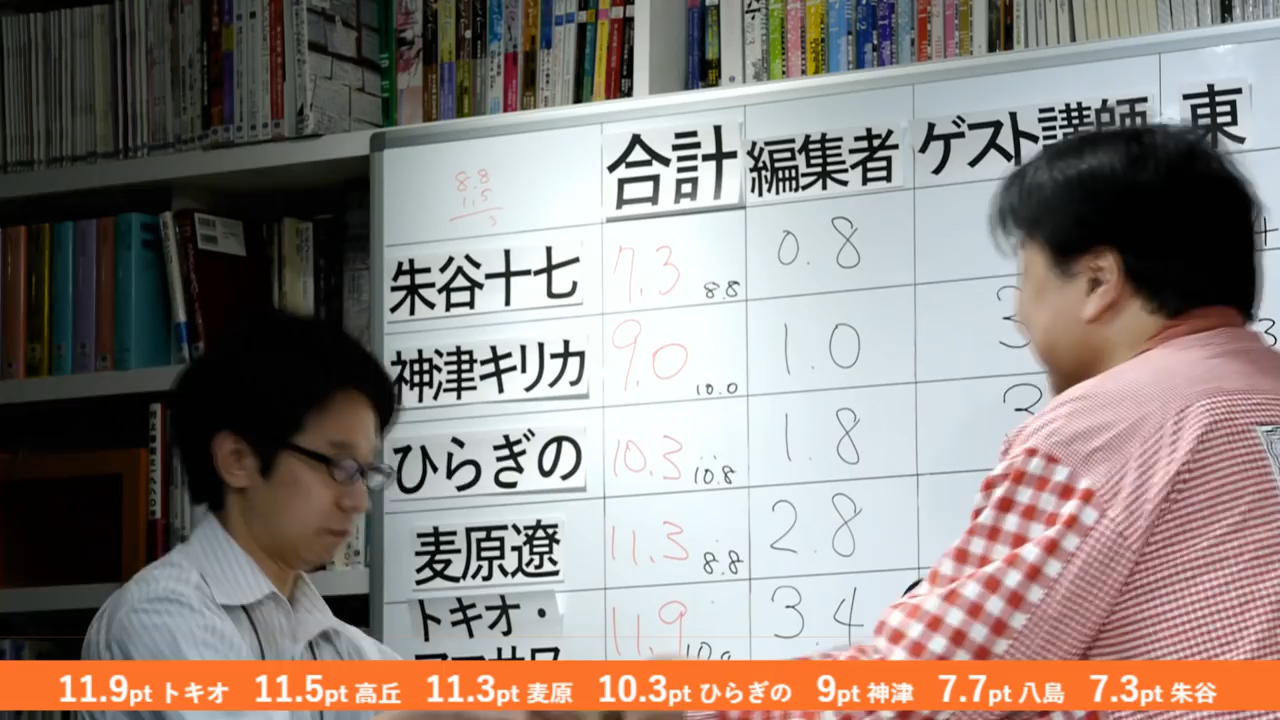 合計 編集者 ゲスト講師 東
8.8
1.5
3
朱谷十七 7.3 8.8 0.8
神津キリカ 9.0 10.0 1.0
ひらぎの 10.3 10.8 1.8
麦原遼 11.3 8.8 2.8
トキオ・ 11.9 3.4
11.9pt トキオ 11.5pt 高丘 11.3pt 麦原 10.3pt ひらぎの 9pt 神津 7.7pt 八島 7.3pt 朱谷